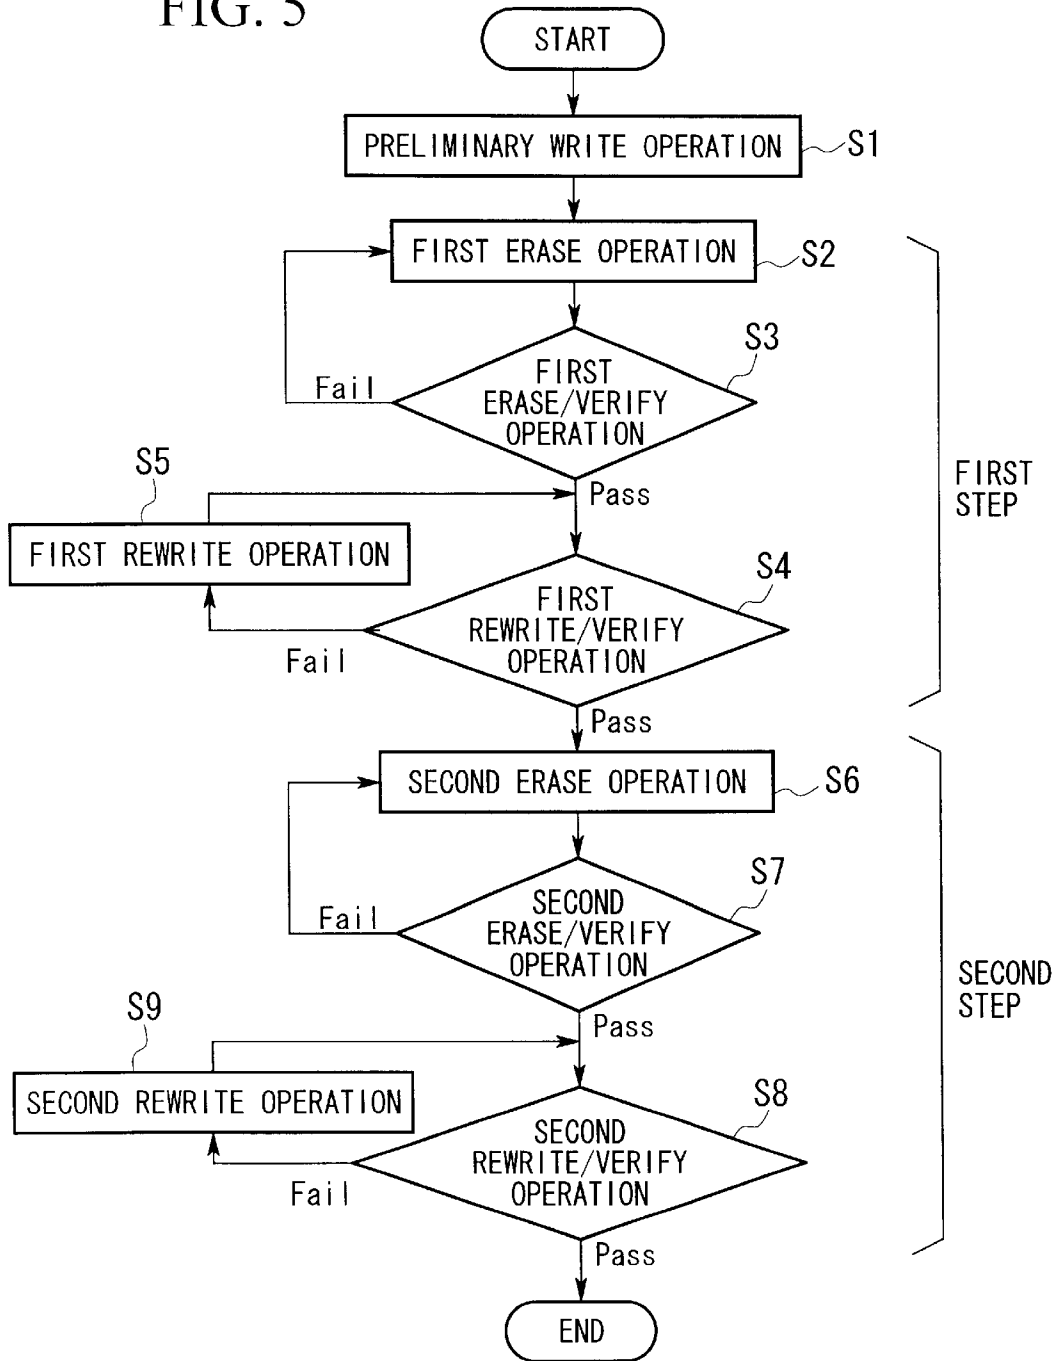 FIG. 5
START
PRELIMINARY WRITE OPERATION
S1
FIRST ERASE OPERATION
S2
S3
FIRST
ERASE/VERIFY
OPERATION
Fail
Pass
S5
FIRST REWRITE OPERATION
S4
FIRST
REWRITE/VERIFY
OPERATION
Fail
Pass
FIRST
STEP
SECOND ERASE OPERATION
S6
S7
SECOND
ERASE/VERIFY
OPERATION
Fail
Pass
S9
SECOND REWRITE OPERATION
S8
SECOND
REWRITE/VERIFY
OPERATION
Fail
Pass
SECOND
STEP
END